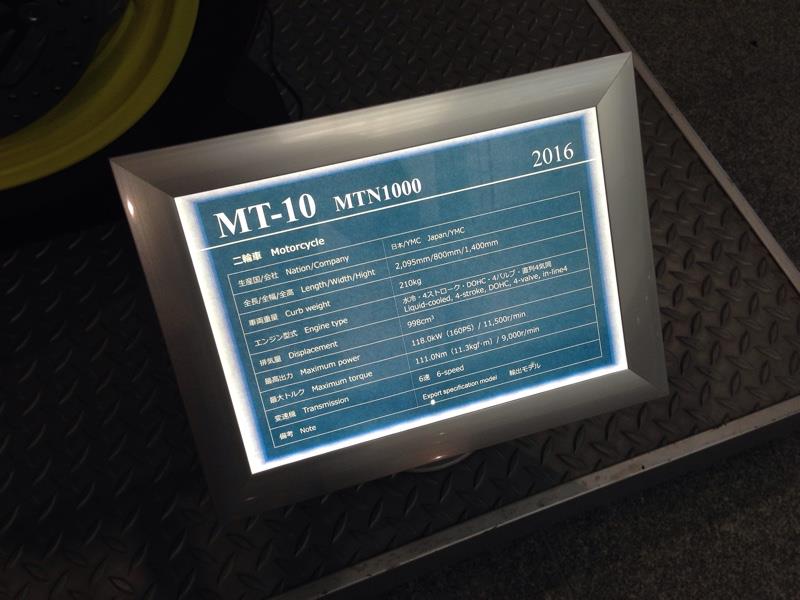 MT-10 MTN1000 2016
二輪車 Motorcycle
生産国/会社 Nation/Company 日本/YMC Japan/YMC
全長/全幅/全高 Length/Width/Hight 2,095mm/800mm/1,400mm
車両重量 Curb weight 210kg
エンジン型式 Engine type 水冷・4ストローク・DOHC・4バルブ・直列4気筒
Liquid-cooled, 4-stroke, DOHC, 4-valve, in-line4
排気量 Displacement 998cm³
最高出力 Maximum power 118.0kW（160PS）/ 11,500r/min
最大トルク Maximum torque 111.0Nm（11.3kgf·m）/ 9,000r/min
変速機 Transmission 6速 6-speed
備考 Note Export specification model 輸出モデル